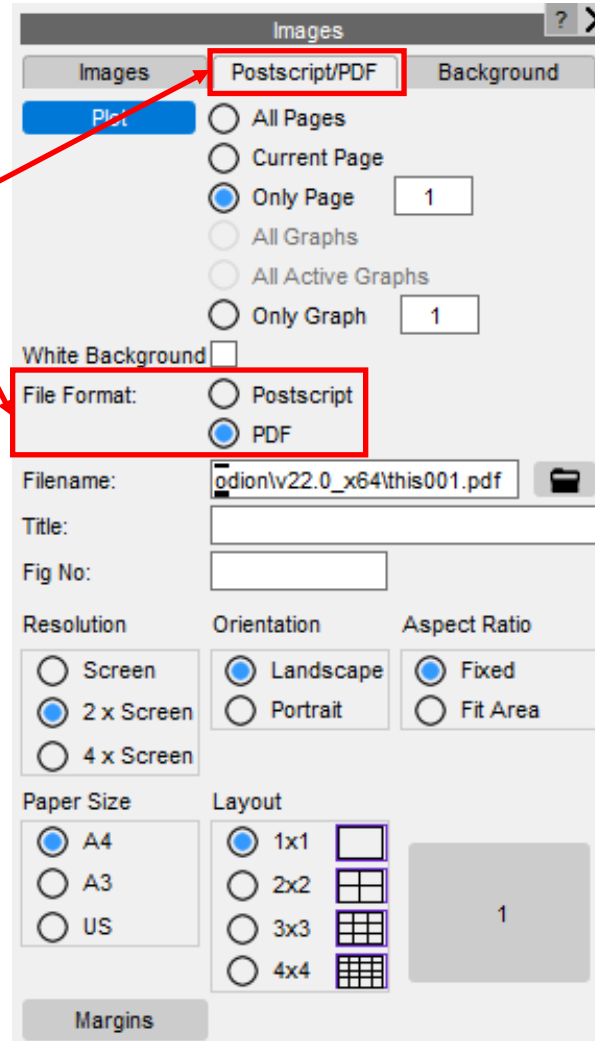 Images ?
Images Postscript/PDF Background
Plot All Pages
Current Page
Only Page 1
All Graphs
All Active Graphs
Only Graph 1
White Background
File Format: Postscript
PDF
Filename: odion\v22.0_x64\this001.pdf
Title:
Fig No:
Resolution Orientation Aspect Ratio
Screen Landscape Fixed
2 x Screen Portrait Fit Area
4 x Screen
Paper Size Layout
A4 1x1
A3 2x2 1
US 3x3
4x4
Margins